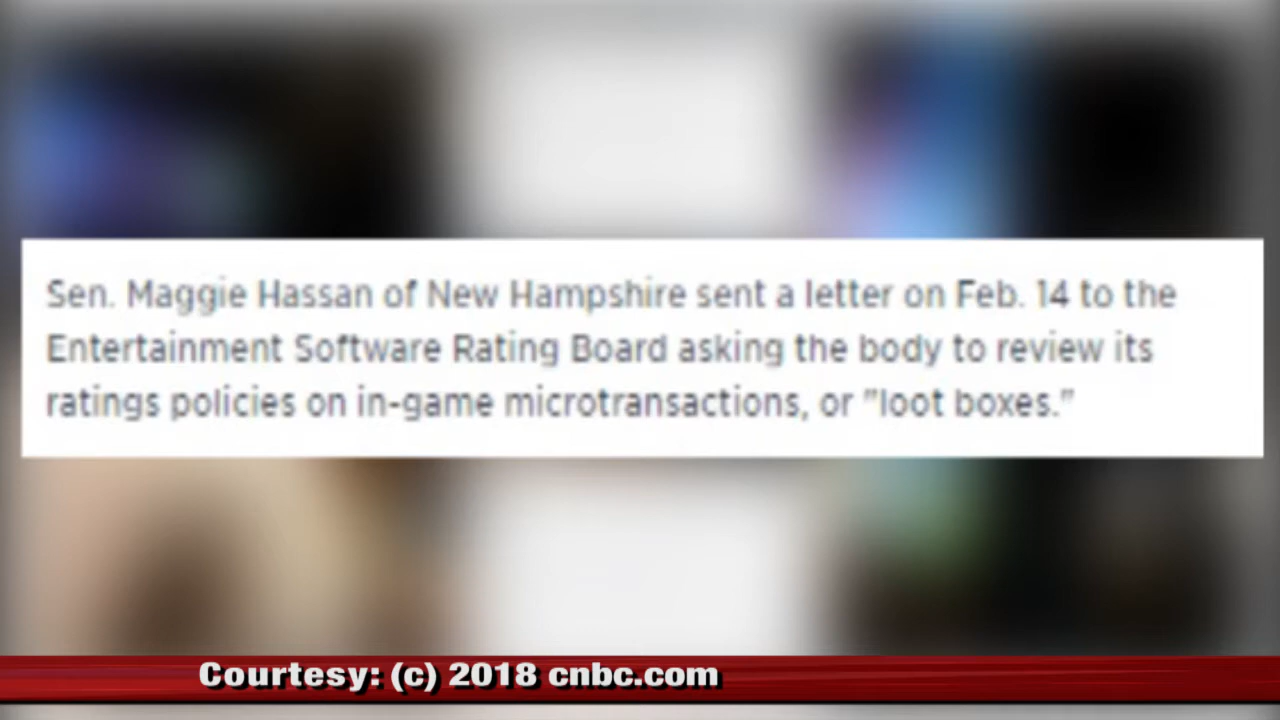 Sen. Maggie Hassan of New Hampshire sent a letter on Feb. 14 to the
Entertainment Software Rating Board asking the body to review its
ratings policies on in-game microtransactions, or "loot boxes."
Courtesy: (c) 2018 cnbc.com